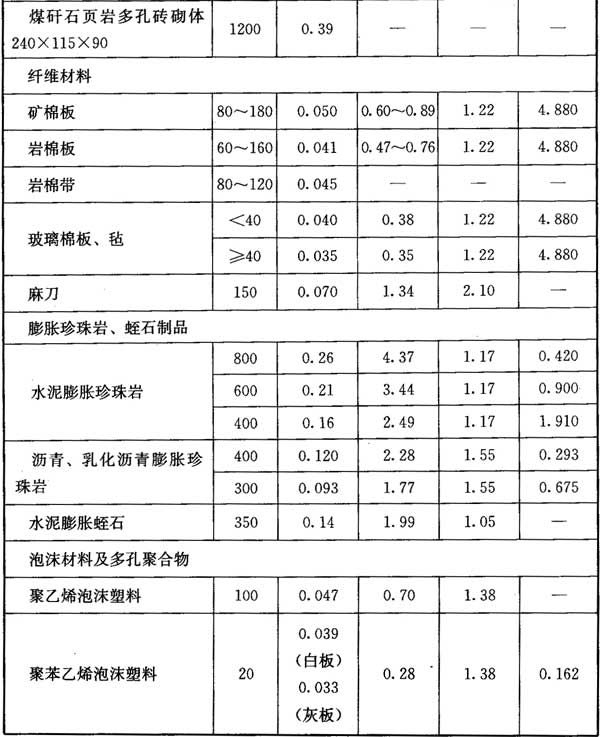 煤矸石页岩多孔砖砌体 1200 0.39 — — —
240×115×90
纤维材料
矿棉板 80～180 0.050 0.60～0.89 1.22 4.880
岩棉板 60～160 0.041 0.47～0.76 1.22 4.880
岩棉带 80～120 0.045 — — —
玻璃棉板、毡 <40 0.040 0.38 1.22 4.880
≥40 0.035 0.35 1.22 4.880
麻刀 150 0.070 1.34 2.10 —
膨胀珍珠岩、蛭石制品
水泥膨胀珍珠岩 800 0.26 4.37 1.17 0.420
600 0.21 3.44 1.17 0.900
400 0.16 2.49 1.17 1.910
沥青、乳化沥青膨胀珍 400 0.120 2.28 1.55 0.293
珠岩 300 0.093 1.77 1.55 0.675
水泥膨胀蛭石 350 0.14 1.99 1.05 —
泡沫材料及多孔聚合物
聚乙烯泡沫塑料 100 0.047 0.70 1.38 —
聚苯乙烯泡沫塑料 20 0.039 0.28 1.38 0.162
（白板）
0.033
（灰板）